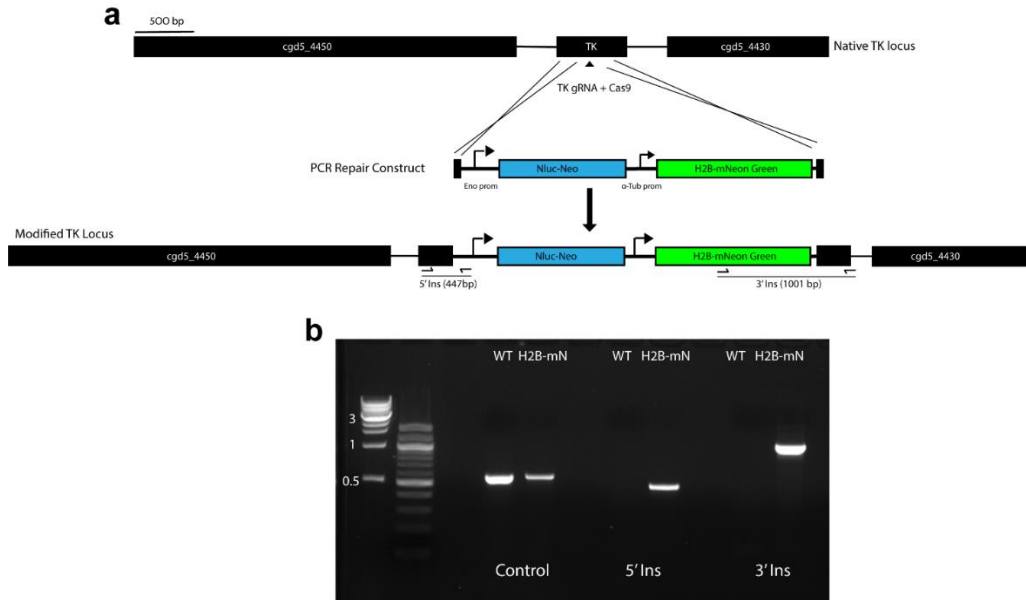 a
500 bp
cgd5_4450 TK cgd5_4430 Native TK locus
TK gRNA + Cas9
PCR Repair Construct Nluc-Neo H2B-mNeon Green
Eno prom α-Tub prom
Modified TK Locus
cgd5_4450 Nluc-Neo H2B-mNeon Green cgd5_4430
5' Ins (447bp) 3' Ins (1001 bp)
b
WT H2B-mN WT H2B-mN WT H2B-mN
3
1
0.5
Control 5' Ins 3' Ins